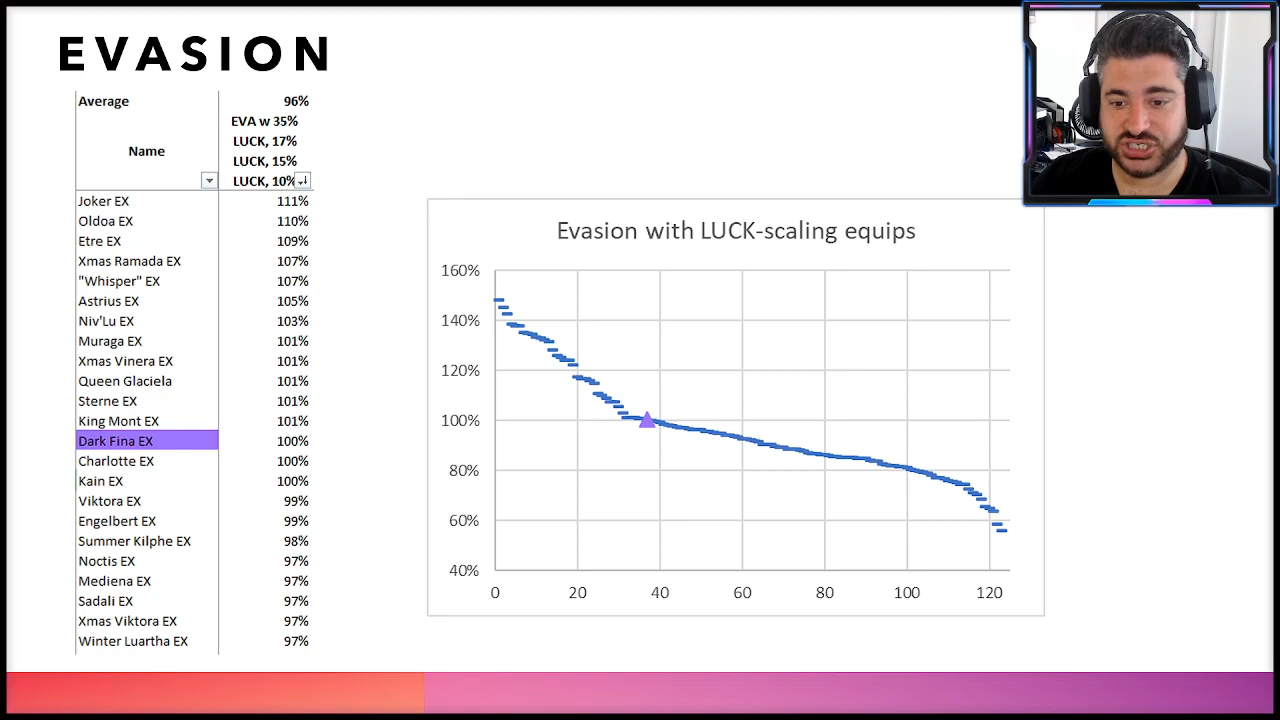 EVASION
Average 96%
Name
EVA w 35%
LUCK, 17%
LUCK, 15%
LUCK, 10%
Joker EX 111%
Oldoa EX 110%
Etre EX 109%
Xmas Ramada EX 107%
"Whisper" EX 107%
Astrius EX 105%
Niv'Lu EX 103%
Muraga EX 101%
Xmas Vinera EX 101%
Queen Glaciela 101%
Sterne EX 101%
King Mont EX 101%
Dark Fina EX 100%
Charlotte EX 100%
Kain EX 100%
Viktora EX 99%
Engelbert EX 99%
Summer Kilphe EX 98%
Noctis EX 97%
Mediena EX 97%
Sadali EX 97%
Xmas Viktora EX 97%
Winter Luartha EX 97%
Evasion with LUCK-scaling equips
160%
140%
120%
100%
80%
60%
40%
0 20 40 60 80 100 120